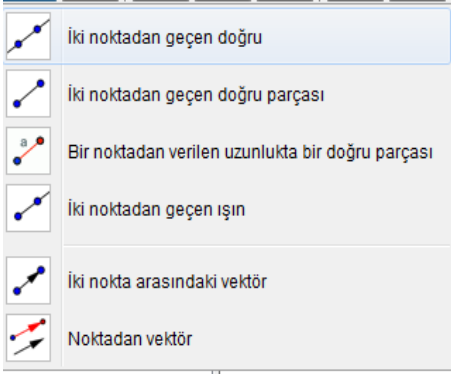 İki noktadan geçen doğru
İki noktadan geçen doğru parçası
a
Bir noktadan verilen uzunlukta bir doğru parçası
İki noktadan geçen ışın
İki nokta arasındaki vektör
Noktadan vektör